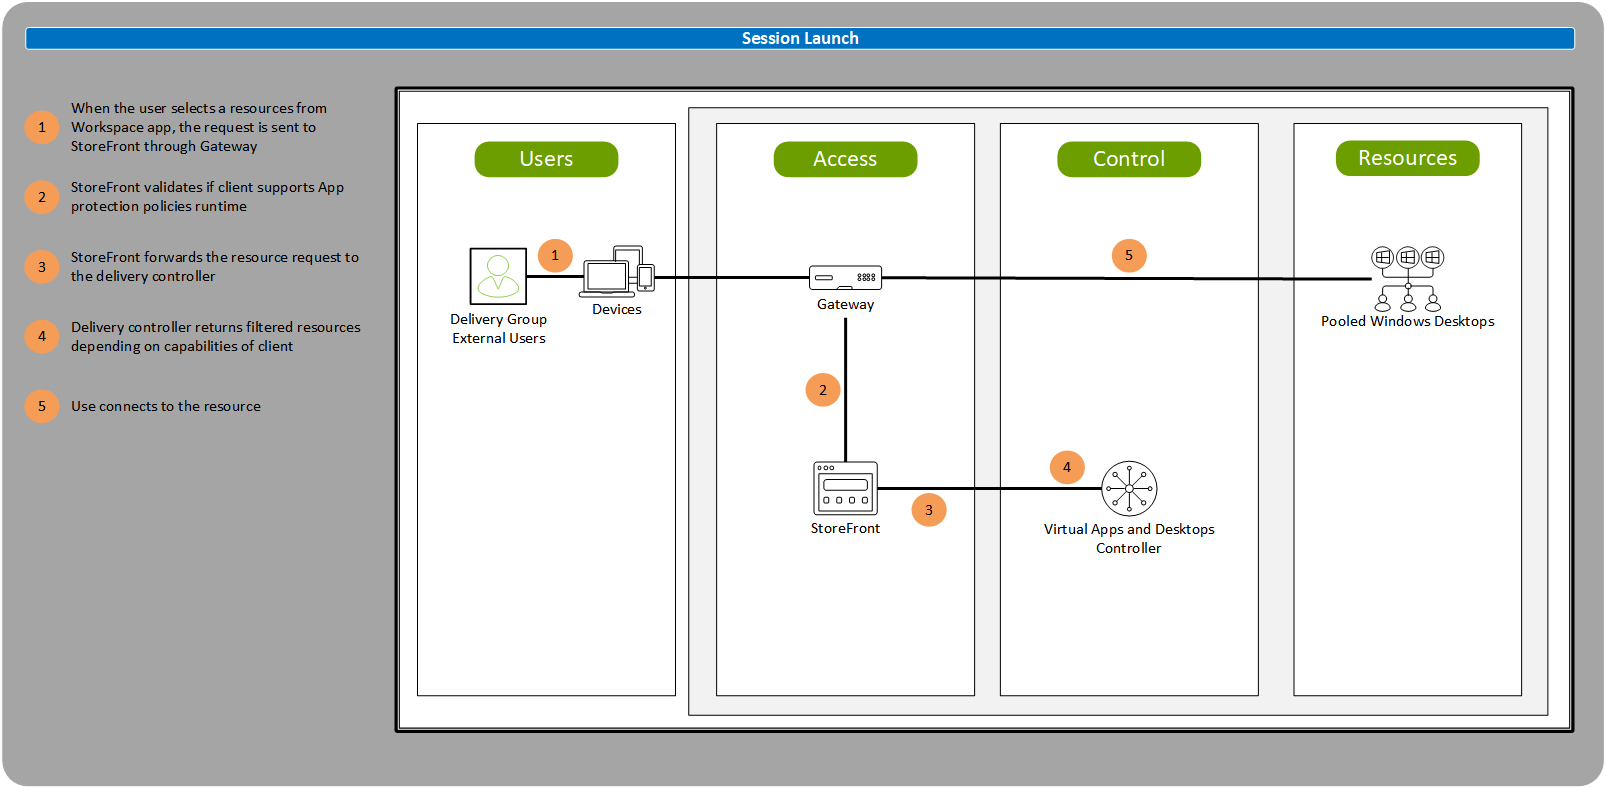 Session Launch
1
When the user selects a resources from
Workspace app, the request is sent to
StoreFront through Gateway
2
StoreFront validates if client supports App
protection policies runtime
3
StoreFront forwards the resource request to
the delivery controller
4
Delivery controller returns filtered resources
depending on capabilities of client
5
Use connects to the resource
Users
Access
Control
Resources
1
5
Delivery Group
External Users
Devices
Gateway
Pooled Windows Desktops
2
4
3
StoreFront
Virtual Apps and Desktops
Controller